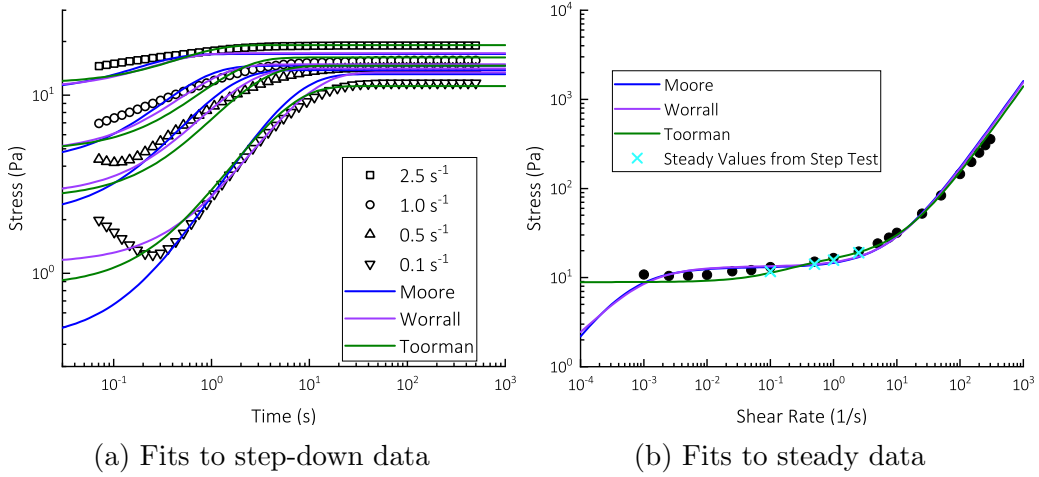 10¹
10⁰
Stress (Pa)
10⁻¹
10⁰
10¹
10²
10³
Time (s)
2.5 s⁻¹
1.0 s⁻¹
0.5 s⁻¹
0.1 s⁻¹
Moore
Worrall
Toorman
(a) Fits to step-down data
10⁴
10³
10²
10¹
10⁰
Stress (Pa)
10⁻⁴
10⁻³
10⁻²
10⁻¹
10⁰
10¹
10²
10³
Shear Rate (1/s)
Moore
Worrall
Toorman
Steady Values from Step Test
(b) Fits to steady data